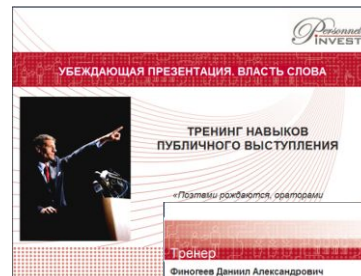 Personnel
INVEST
УБЕЖДАЮЩАЯ ПРЕЗЕНТАЦИЯ. ВЛАСТЬ СЛОВА
ТРЕНИНГ НАВЫКОВ
ПУБЛИЧНОГО ВЫСТУПЛЕНИЯ
«Поэтами рождаются, ораторами
Тренер
Финогеев Даниил Александрович